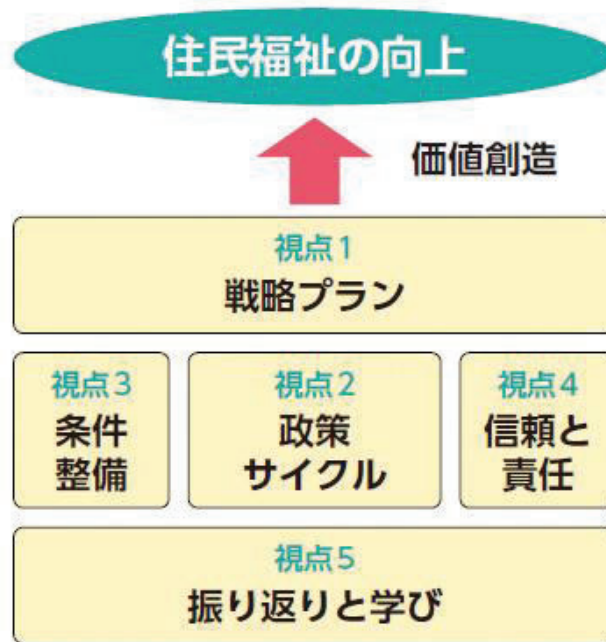 住民福祉の向上
価値創造
視点1
戦略プラン
視点3
条件
整備
視点2
政策
サイクル
視点4
信頼と
責任
視点5
振り返りと学び